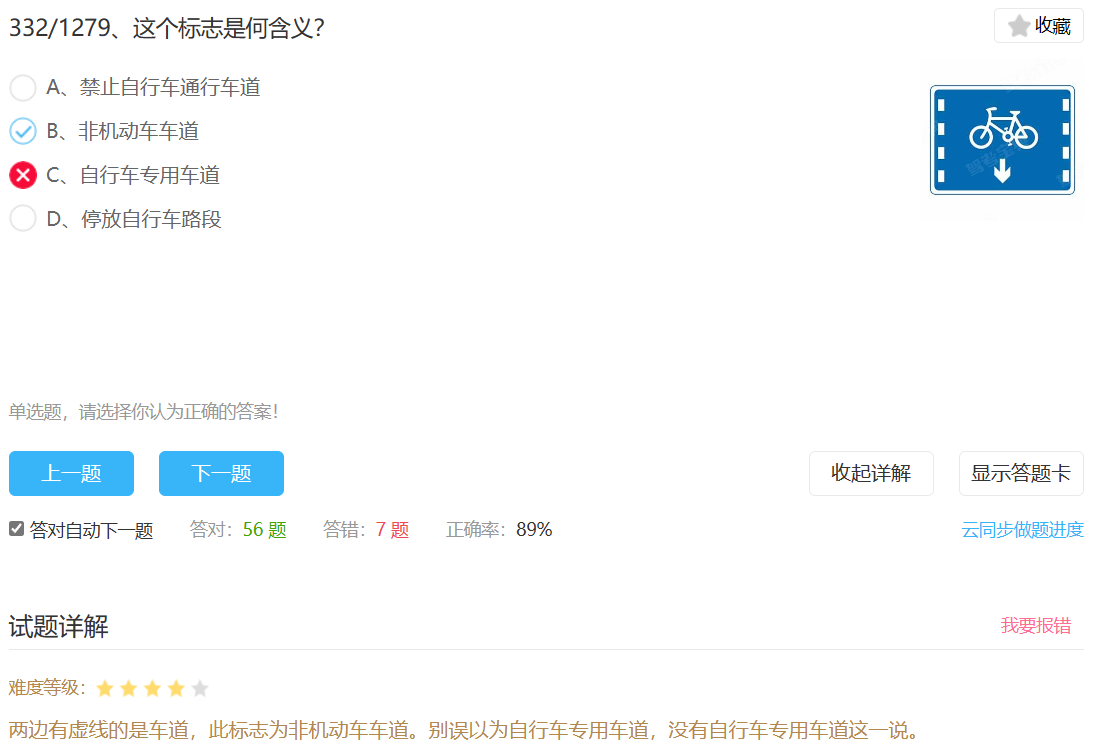 332/1279、这个标志是何含义？
收藏
A、禁止自行车通行车道
B、非机动车车道
C、自行车专用车道
D、停放自行车路段
单选题，请选择你认为正确的答案！
上一题
下一题
收起详解
显示答题卡
答对自动下一题
答对：56 题
答错：7 题
正确率：89%
云同步做题进度
试题详解
我要报错
难度等级：
两边有虚线的是车道，此标志为非机动车车道。别误以为自行车专用车道，没有自行车专用车道这一说。